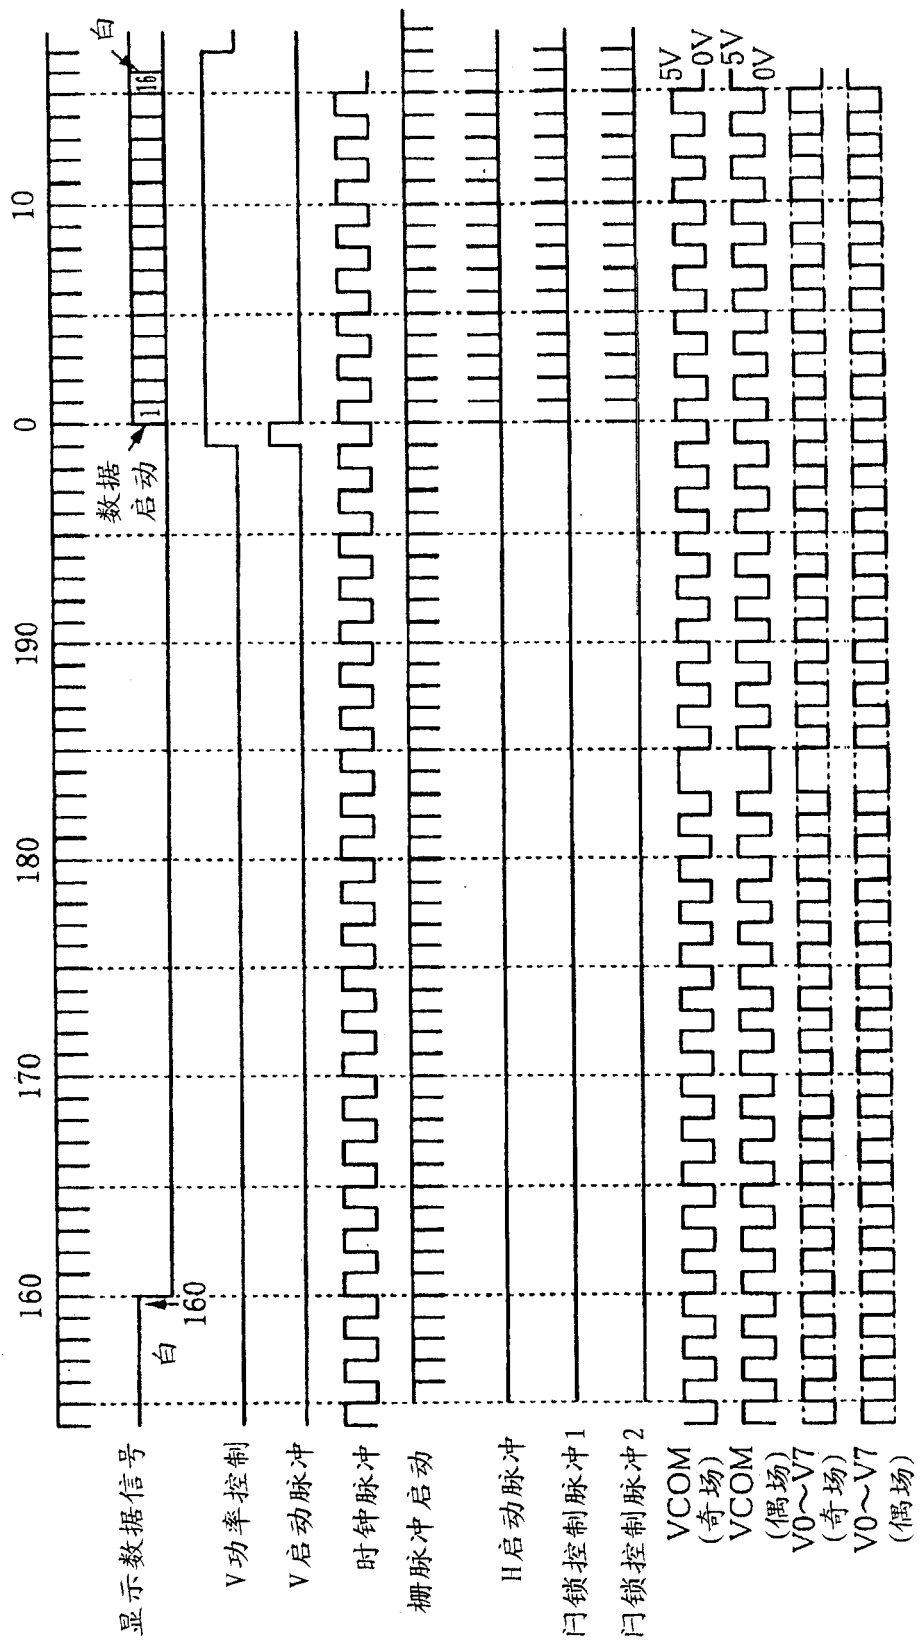 160
170
180
190
0
10
显示数据信号
白
160
数据
启动
1
16
白
V功率控制
V启动脉冲
时钟脉冲
栅脉冲启动
H启动脉冲
闩锁控制脉冲1
闩锁控制脉冲2
VCOM
(奇场)
5V
0V
VCOM
(偶场)
5V
0V
V0～V7
(奇场)
V0～V7
(偶场)